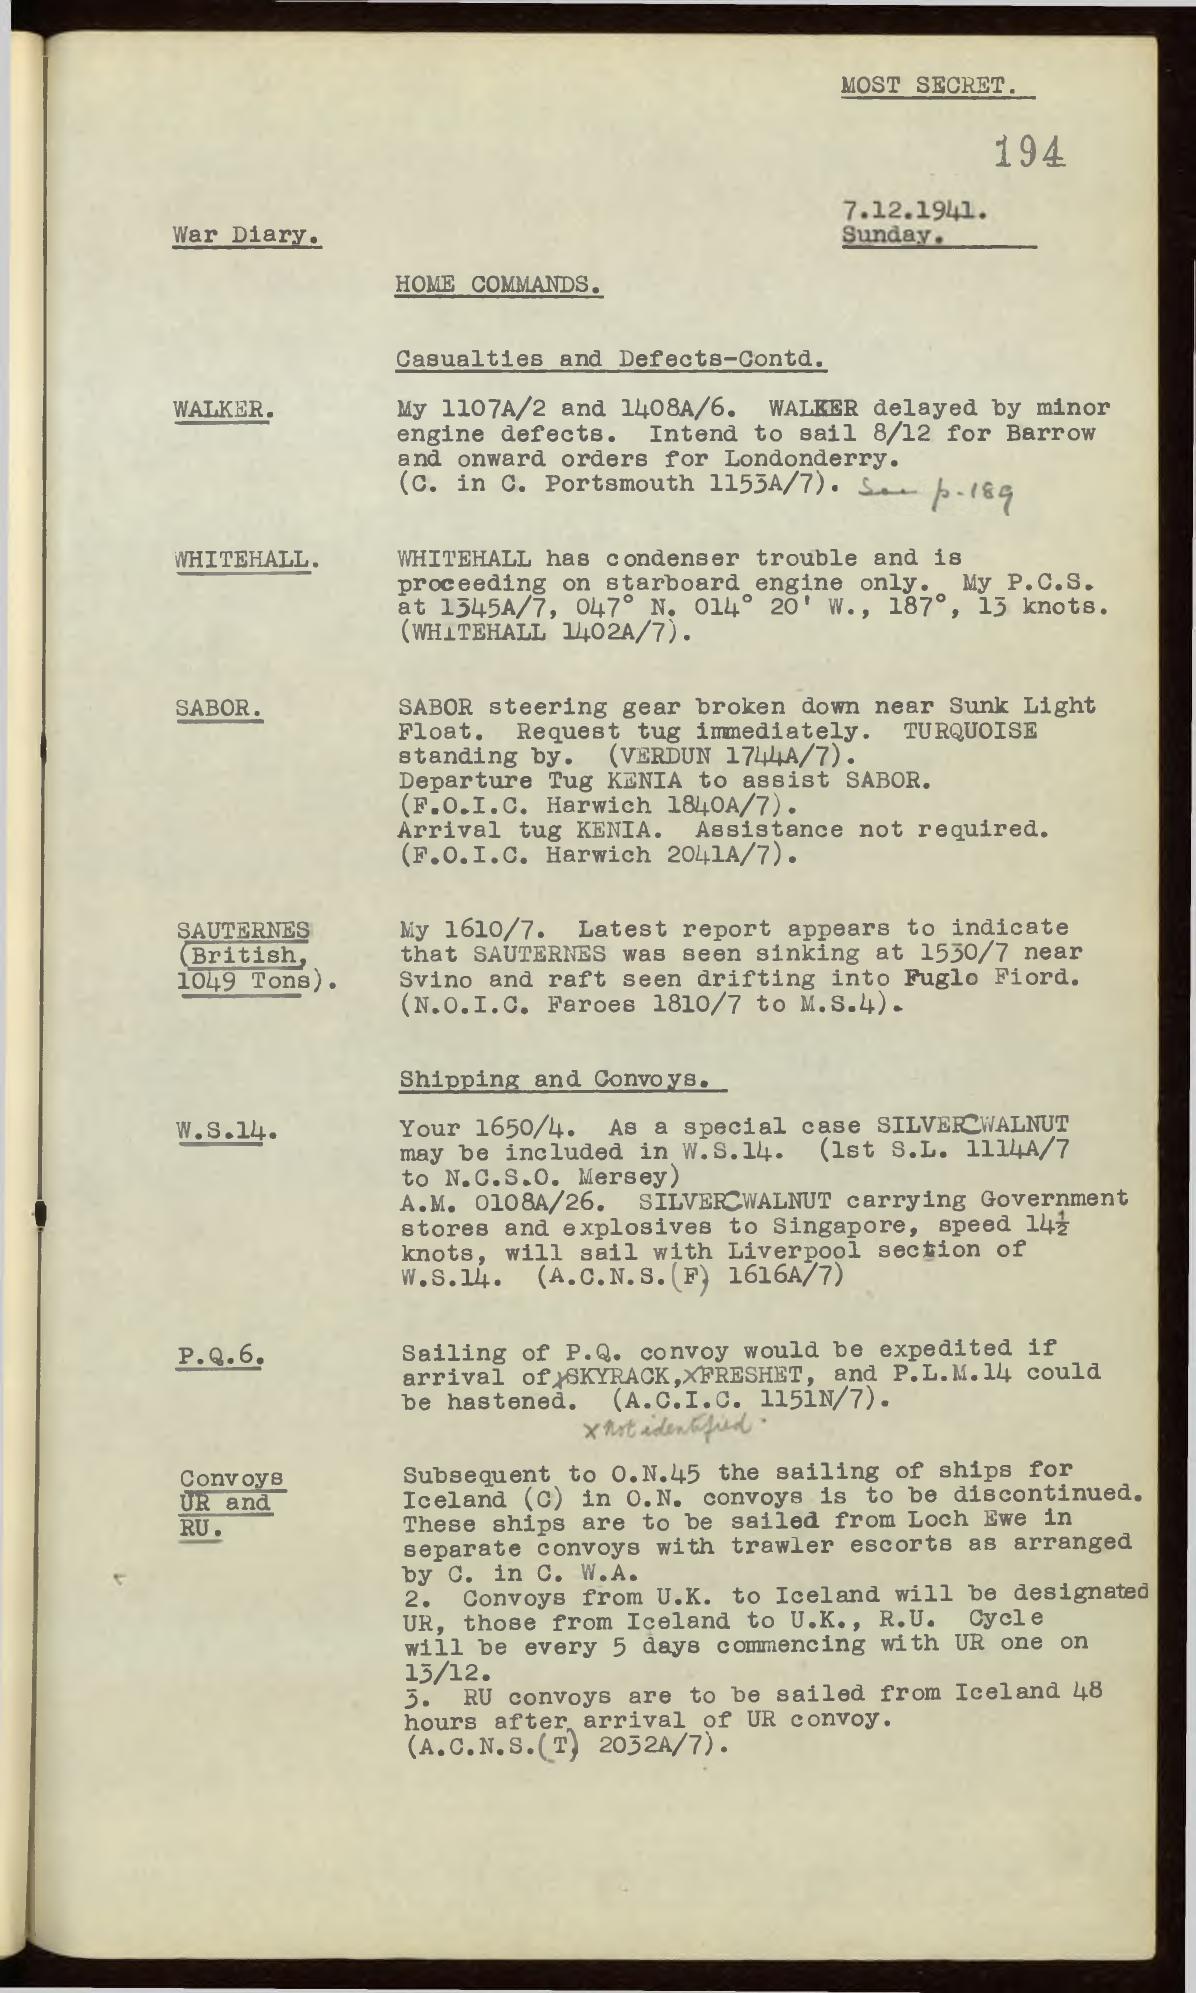 MOST SECRET.
194
7.12.1941.
War Diary.
Sunday.
HOME COMMANDS.
Casualties and Defects-Contd.
WALKER. My 1107A/2 and 1408A/6. WALKER delayed by minor
engine defects. Intend to sail 8/12 for Barrow
and onward orders for Londonderry.
(C. in C. Portsmouth 1153A/7). See p.189
WHITEHALL. WHITEHALL has condenser trouble and is
proceeding on starboard engine only. My P.C.S.
at 1345A/7, 047° N. 014° 20' W., 187°, 13 knots.
(WHITEHALL 1402A/7).
SABOR. SABOR steering gear broken down near Sunk Light
Float. Request tug immediately. TURQUOISE
standing by. (VERDUN 1744A/7).
Departure Tug KENIA to assist SABOR.
(F.O.I.C. Harwich 1840A/7).
Arrival tug KENIA. Assistance not required.
(F.O.I.C. Harwich 2041A/7).
SAUTERNES My 1610/7. Latest report appears to indicate
(British, that SAUTERNES was seen sinking at 1530/7 near
1049 Tons). Svino and raft seen drifting into Fuglo Fiord.
(N.O.I.C. Faroes 1810/7 to M.S.4).
Shipping and Convoys.
W.S.14. Your 1650/4. As a special case SILVER WALNUT
may be included in W.S.14. (1st S.L. 1114A/7
to N.C.S.O. Mersey)
A.M. 0108A/26. SILVER WALNUT carrying Government
stores and explosives to Singapore, speed 14½
knots, will sail with Liverpool section of
W.S.14. (A.C.N.S.(F) 1616A/7)
P.Q.6. Sailing of P.Q. convoy would be expedited if
arrival of xSKYRACK,xFRESHET, and P.L.M.14 could
be hastened. (A.C.I.C. 1151N/7).
x Not identified.
Convoys Subsequent to O.N.45 the sailing of ships for
UR and Iceland (C) in O.N. convoys is to be discontinued.
RU. These ships are to be sailed from Loch Ewe in
separate convoys with trawler escorts as arranged
by C. in C. W.A.
2. Convoys from U.K. to Iceland will be designated
UR, those from Iceland to U.K., R.U. Cycle
will be every 5 days commencing with UR one on
13/12.
3. RU convoys are to be sailed from Iceland 48
hours after arrival of UR convoy.
(A.C.N.S.(T) 2032A/7).